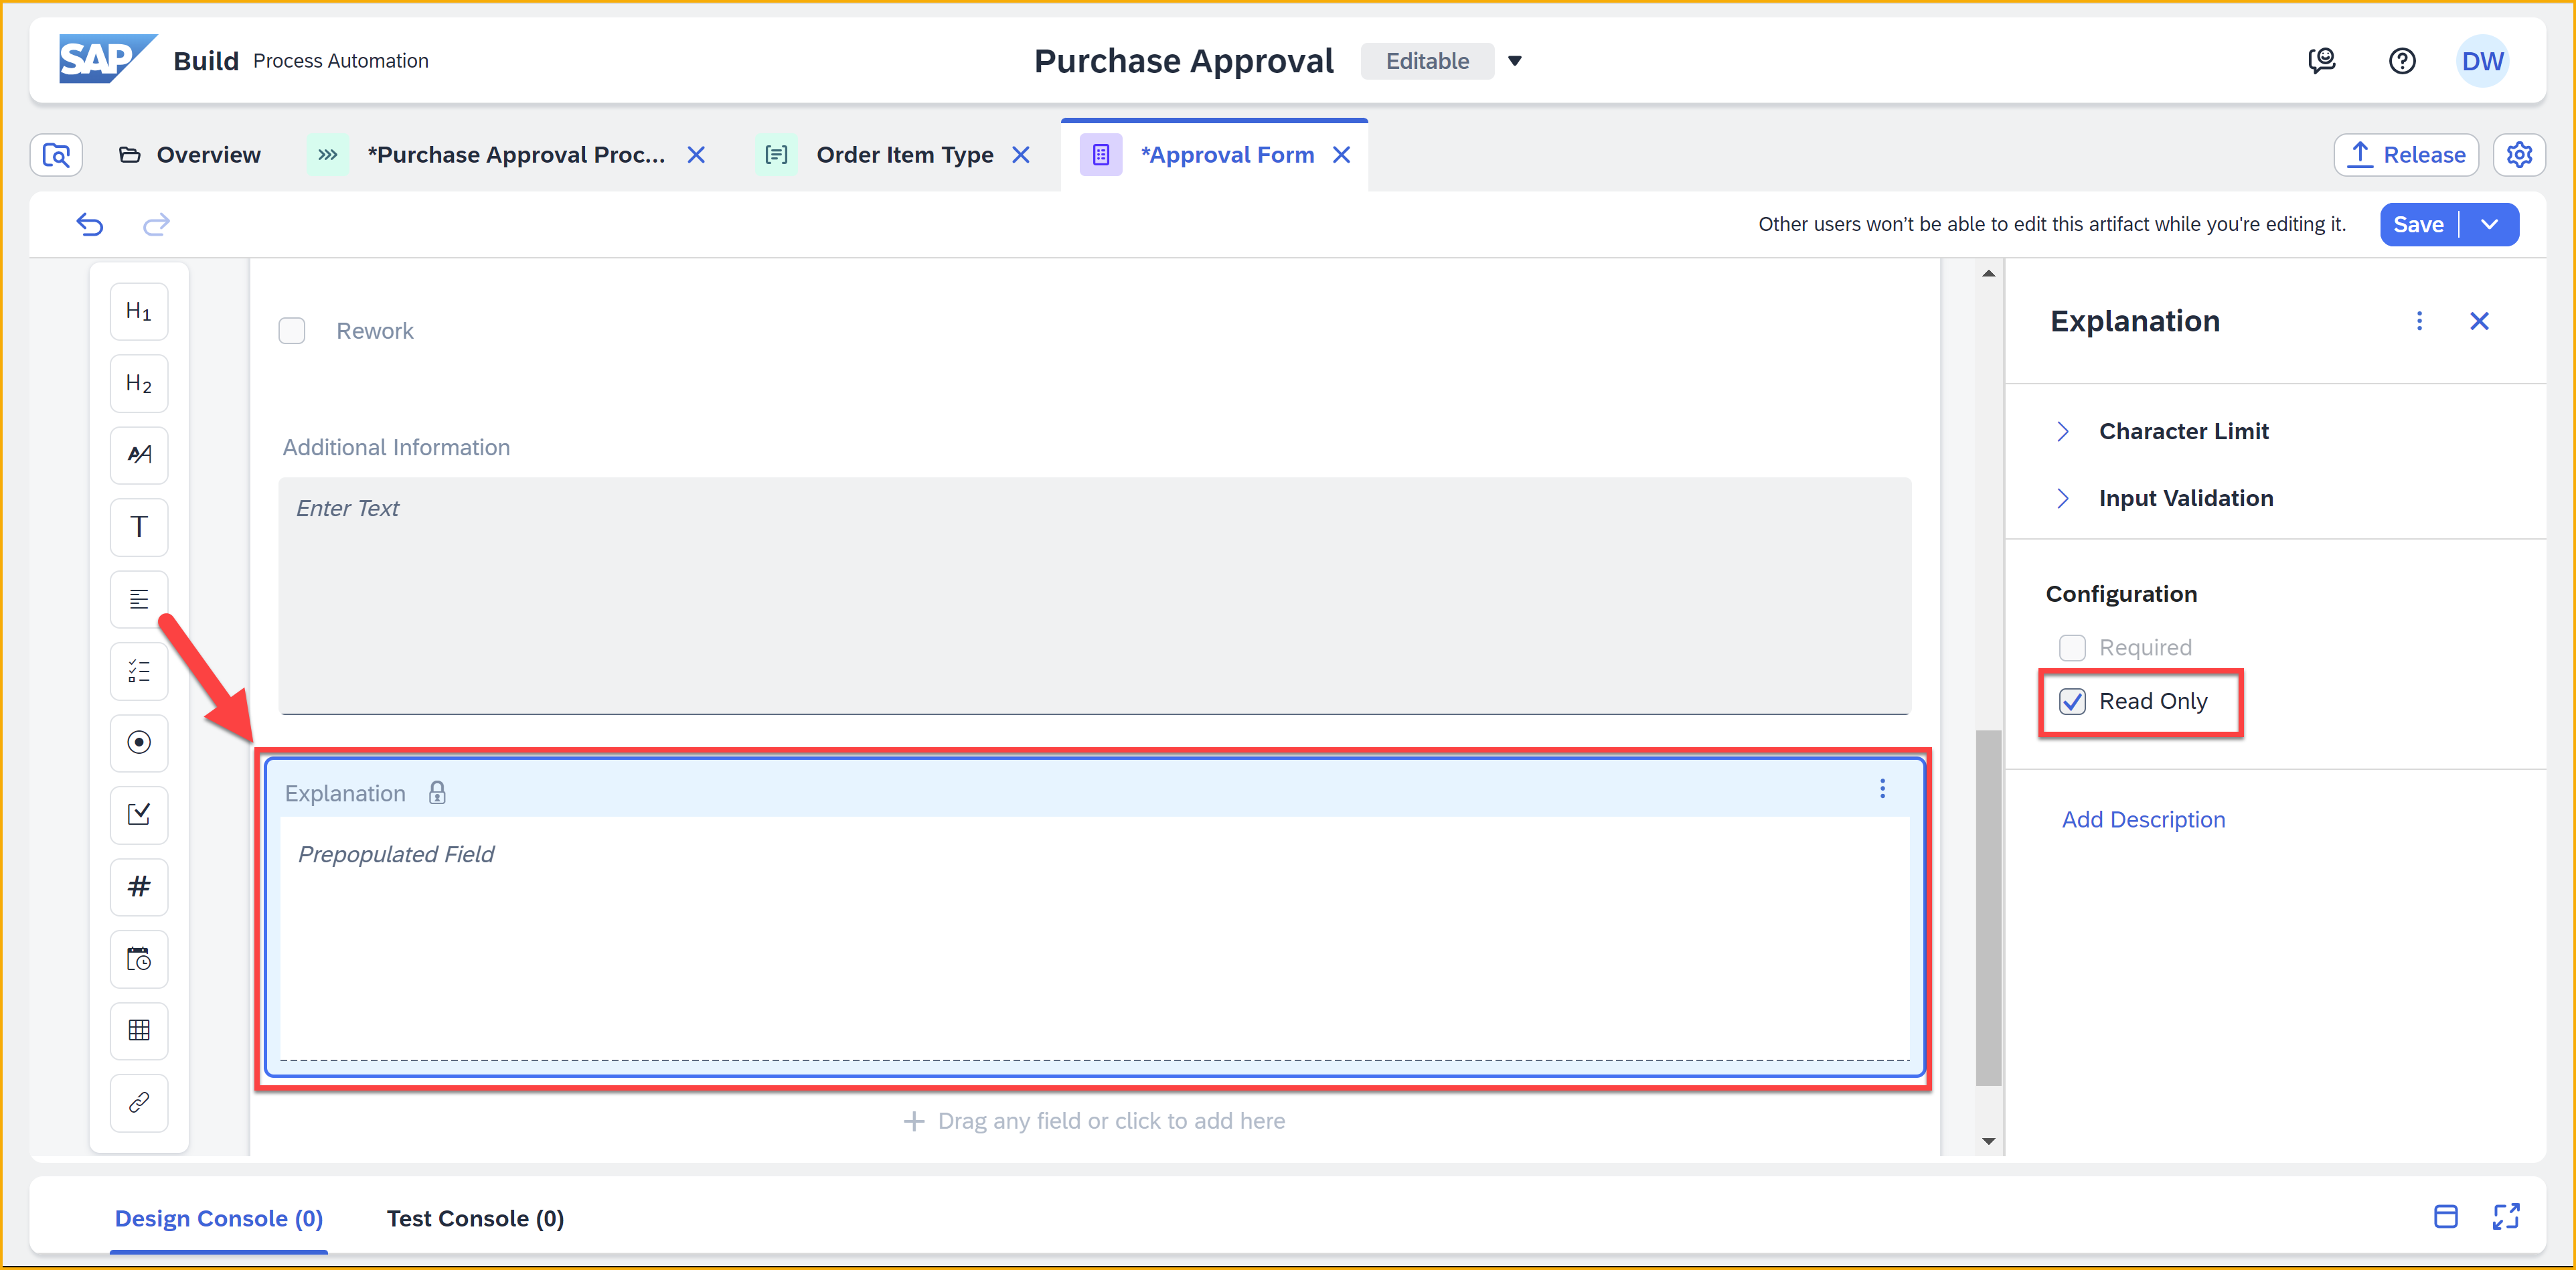 SAP Build Process Automation
Purchase Approval Editable
DW
Overview
*Purchase Approval Proc...
Order Item Type
*Approval Form
Release
Other users won't be able to edit this artifact while you're editing it.
Save
H1
H2
AA
T
#
Rework
Additional Information
Enter Text
Explanation
Prepopulated Field
Drag any field or click to add here
Explanation
Character Limit
Input Validation
Configuration
Required
Read Only
Add Description
Design Console (0)
Test Console (0)